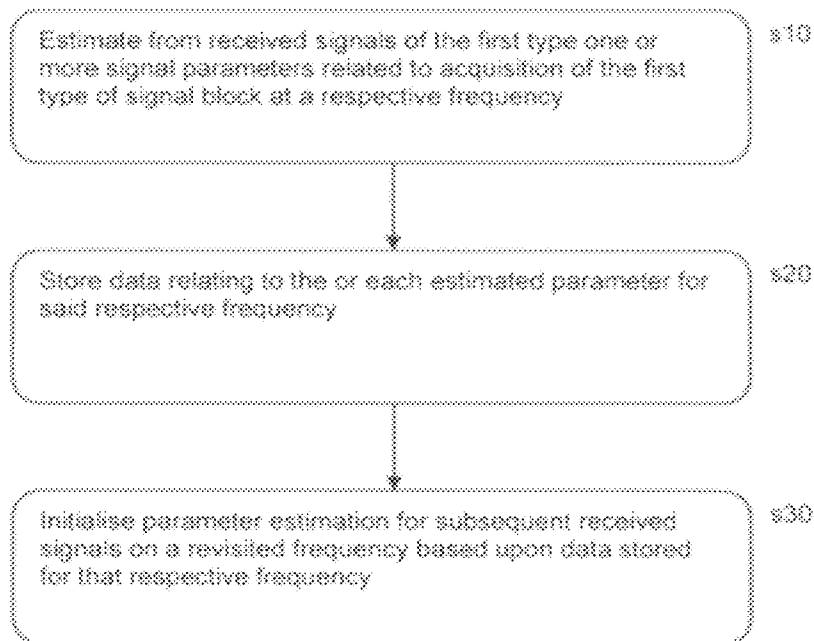 Estimate from received signals of the first type one or
more signal parameters related to acquisition of the first
type of signal block at a respective frequency
s10
Store data relating to the or each estimated parameter for
said respective frequency
s20
Initialise parameter estimation for subsequent received
signals on a revisited frequency based upon data stored
for that respective frequency
s30